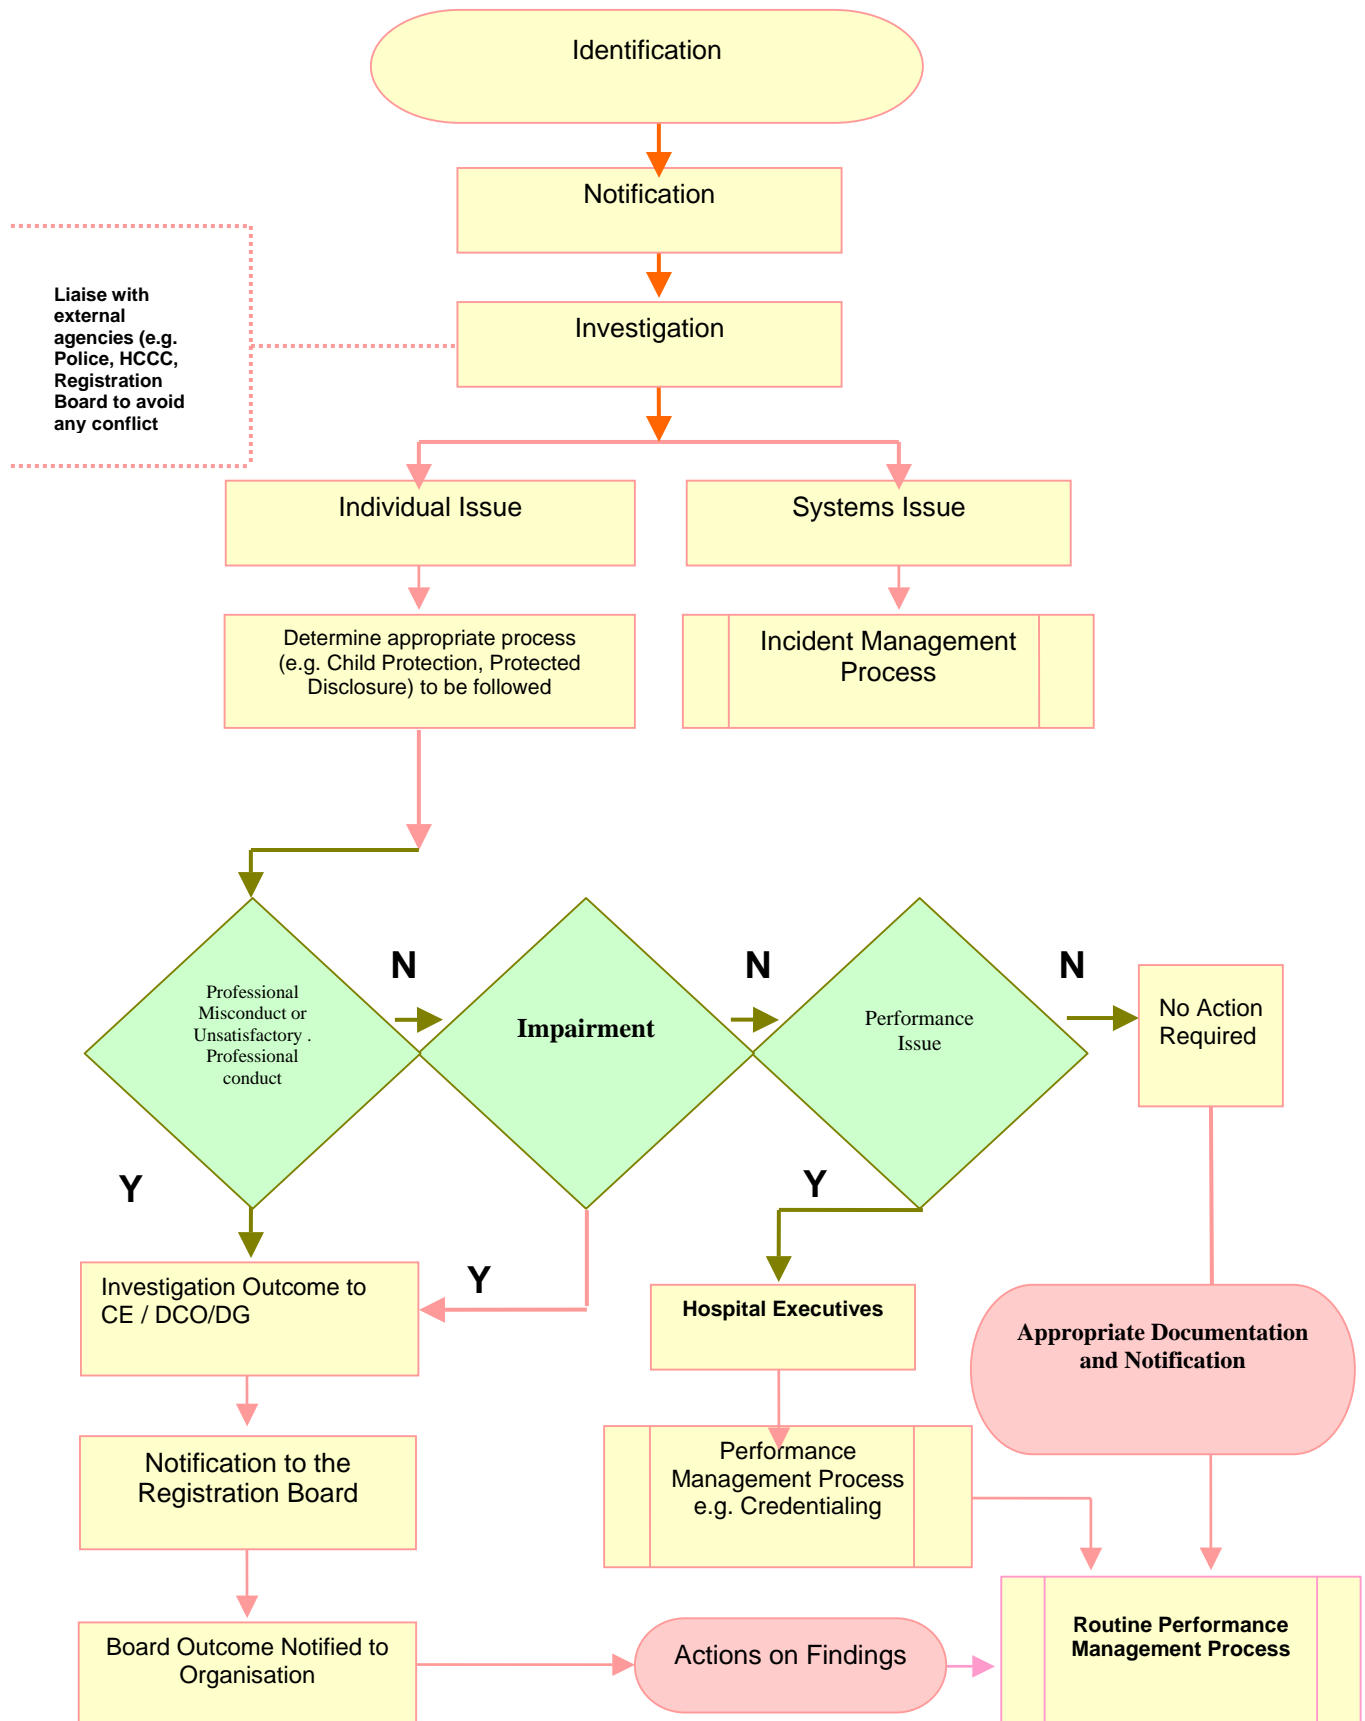 Identification
Notification
Liaise with
external
agencies (e.g.
Police, HCCC,
Registration
Board to avoid
any conflict
Investigation
Individual Issue
Systems Issue
Determine appropriate process
(e.g. Child Protection, Protected
Disclosure) to be followed
Incident Management
Process
Professional
Misconduct or
Unsatisfactory .
Professional
conduct
N
Impairment
N
Performance
Issue
N
No Action
Required
Y
Y
Y
Investigation Outcome to
CE / DCO/DG
Hospital Executives
Appropriate Documentation
and Notification
Notification to the
Registration Board
Performance
Management Process
e.g. Credentialing
Board Outcome Notified to
Organisation
Actions on Findings
Routine Performance
Management Process